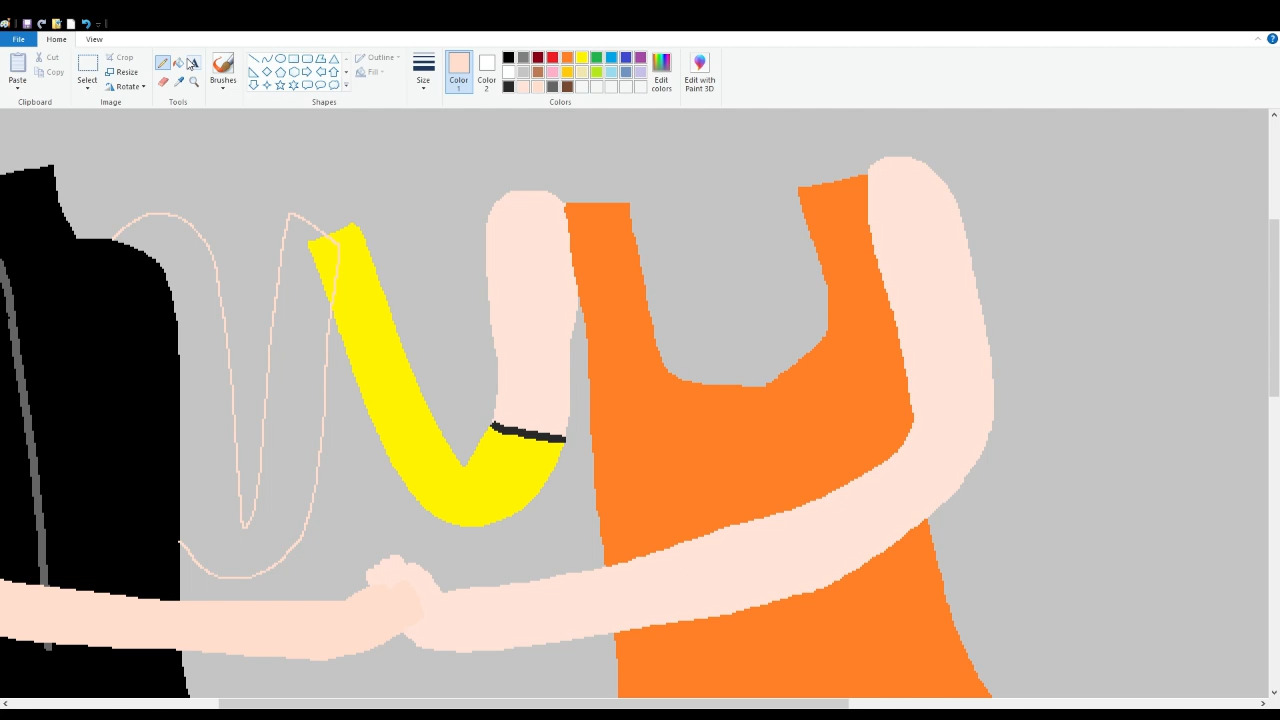 File Home View
Cut
Copy
Paste
Clipboard
Select
Crop
Resize
Rotate
Image
A
Tools
Brushes
Outline
Fill
Shapes
Size
Color
1
Color
2
Edit
colors
Colors
Edit with
Paint 3D